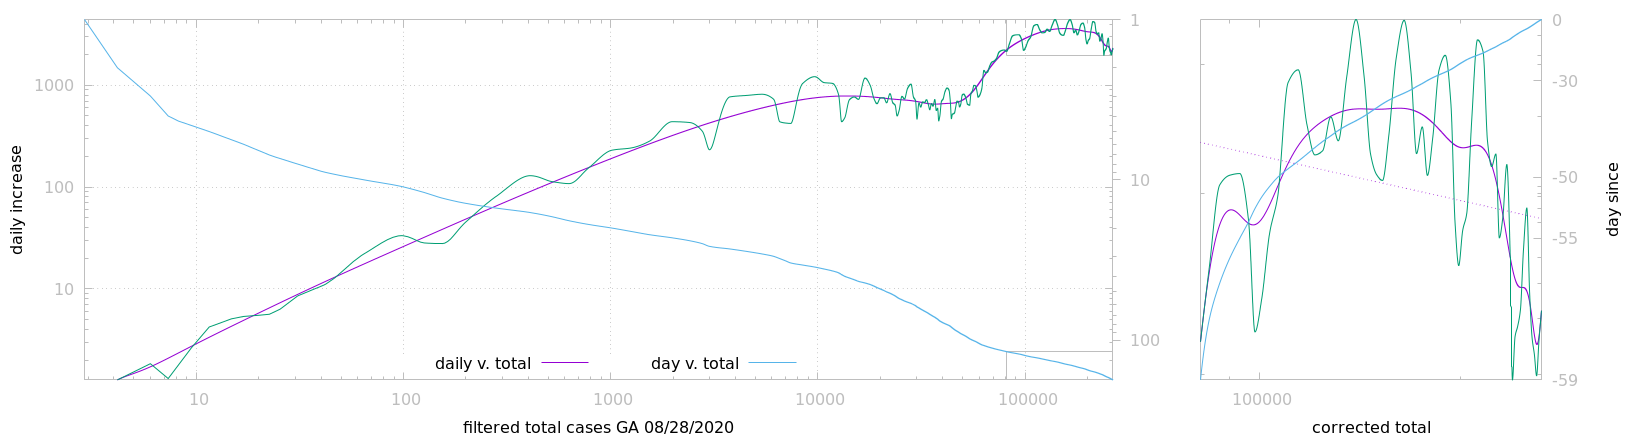 1000
100
10
daily increase
10
100
1000
10000
100000
filtered total cases GA 08/28/2020
daily v. total
day v. total
1
10
100
0
-30
-50
-55
-59
day since
100000
corrected total